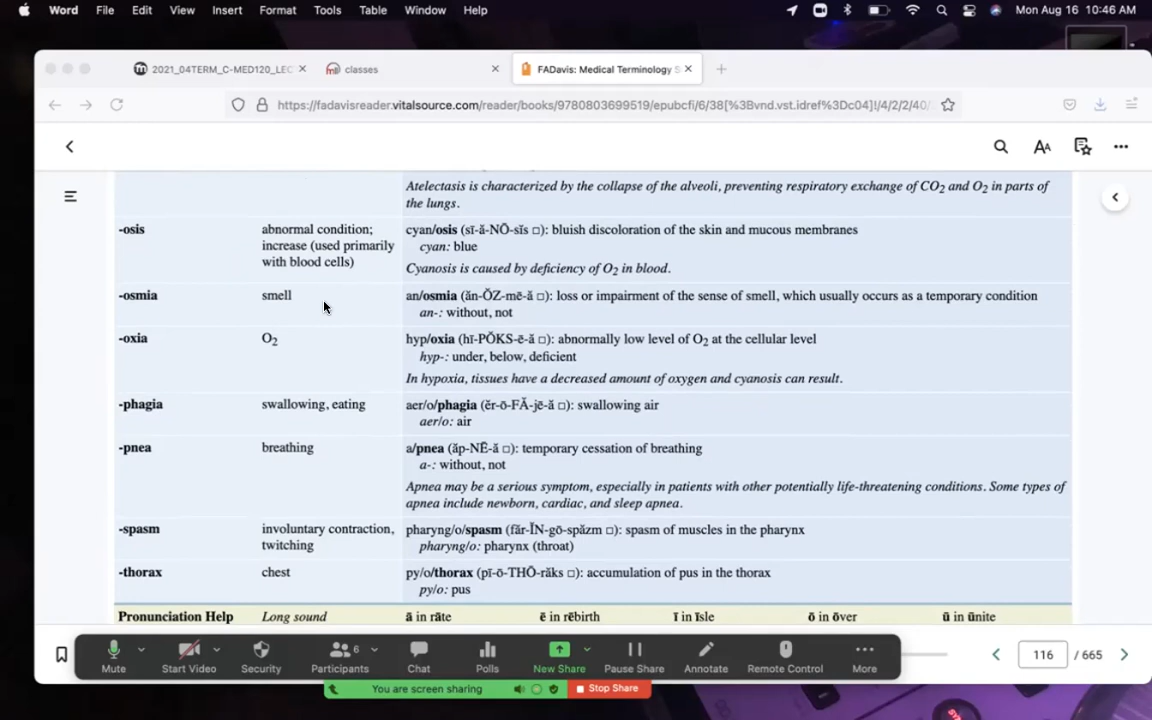 Word File Edit View Insert Format Tools Table Window Help Mon Aug 16 10:46 AM
2021_04TERM_C-MED120_LEC classes FADavis: Medical Terminology S
https://fadavisreader.vitalsource.com/reader/books/9780803699519/epubcfi/6/38[%3Bvnd.vst.idref%3Dc04]!/4/2/2/40/
AA
Atelectasis is characterized by the collapse of the alveoli, preventing respiratory exchange of CO2 and O2 in parts of
the lungs.
-osis abnormal condition; cyan/osis (sī-ă-NŌ-sĭs □): bluish discoloration of the skin and mucous membranes
increase (used primarily cyan: blue
with blood cells) Cyanosis is caused by deficiency of O2 in blood.
-osmia smell an/osmia (ăn-ŎZ-mē-ă □): loss or impairment of the sense of smell, which usually occurs as a temporary condition
an-: without, not
-oxia O2 hyp/oxia (hī-PŎKS-ē-ă □): abnormally low level of O2 at the cellular level
hyp-: under, below, deficient
In hypoxia, tissues have a decreased amount of oxygen and cyanosis can result.
-phagia swallowing, eating aer/o/phagia (ĕr-ō-FĂ-jē-ă □): swallowing air
aer/o: air
-pnea breathing a/pnea (ăp-NĒ-ă □): temporary cessation of breathing
a-: without, not
Apnea may be a serious symptom, especially in patients with other potentially life-threatening conditions. Some types of
apnea include newborn, cardiac, and sleep apnea.
-spasm involuntary contraction, pharyng/o/spasm (făr-ĬN-gō-spăzm □): spasm of muscles in the pharynx
twitching pharyng/o: pharynx (throat)
-thorax chest py/o/thorax (pī-ō-THŌ-răks □): accumulation of pus in the thorax
py/o: pus
Pronunciation Help Long sound ā in rāte ē in rēbirth ī in īsle ō in ōver ū in ūnite
6
Mute Start Video Security Participants Chat Polls New Share Pause Share Annotate Remote Control More
116 / 665
You are screen sharing Stop Share